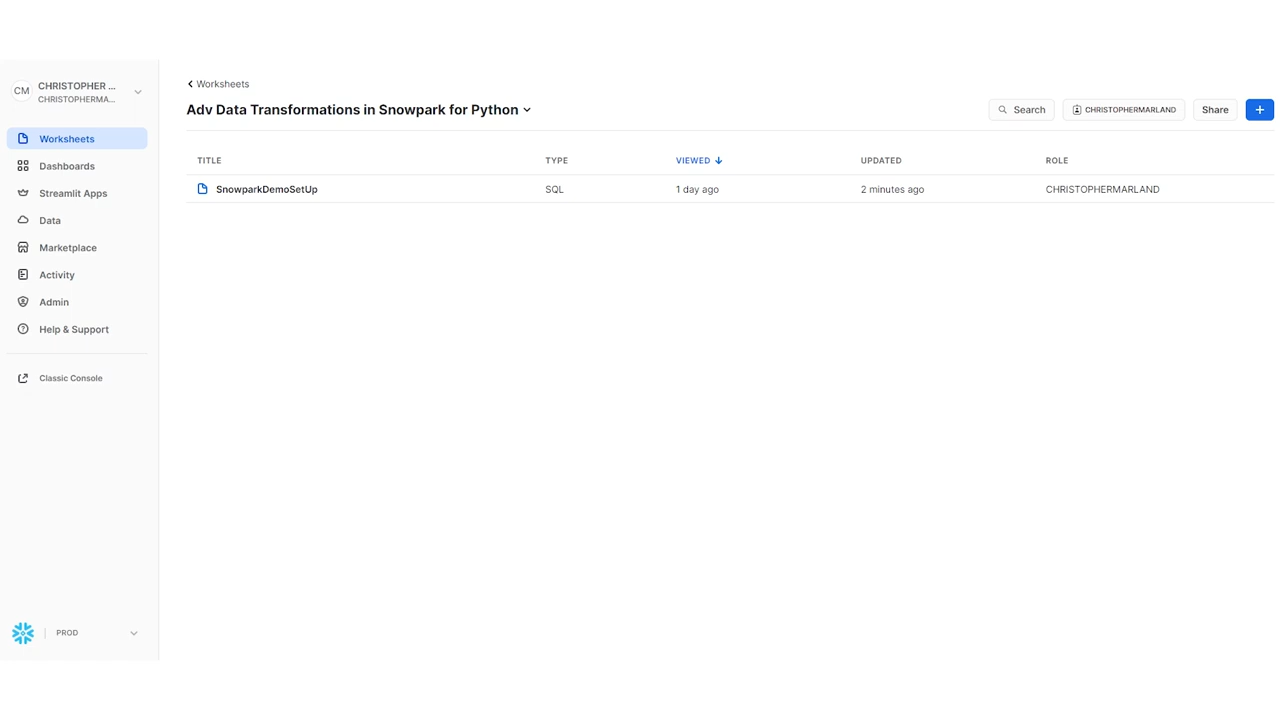 CM
CHRISTOPHER ...
CHRISTOPHERMA...
Worksheets
Dashboards
Streamlit Apps
Data
Marketplace
Activity
Admin
Help & Support
Classic Console
PROD
Worksheets
Adv Data Transformations in Snowpark for Python
Search
CHRISTOPHERMARLAND
Share
+
TITLE TYPE VIEWED UPDATED ROLE
SnowparkDemoSetUp SQL 1 day ago 2 minutes ago CHRISTOPHERMARLAND